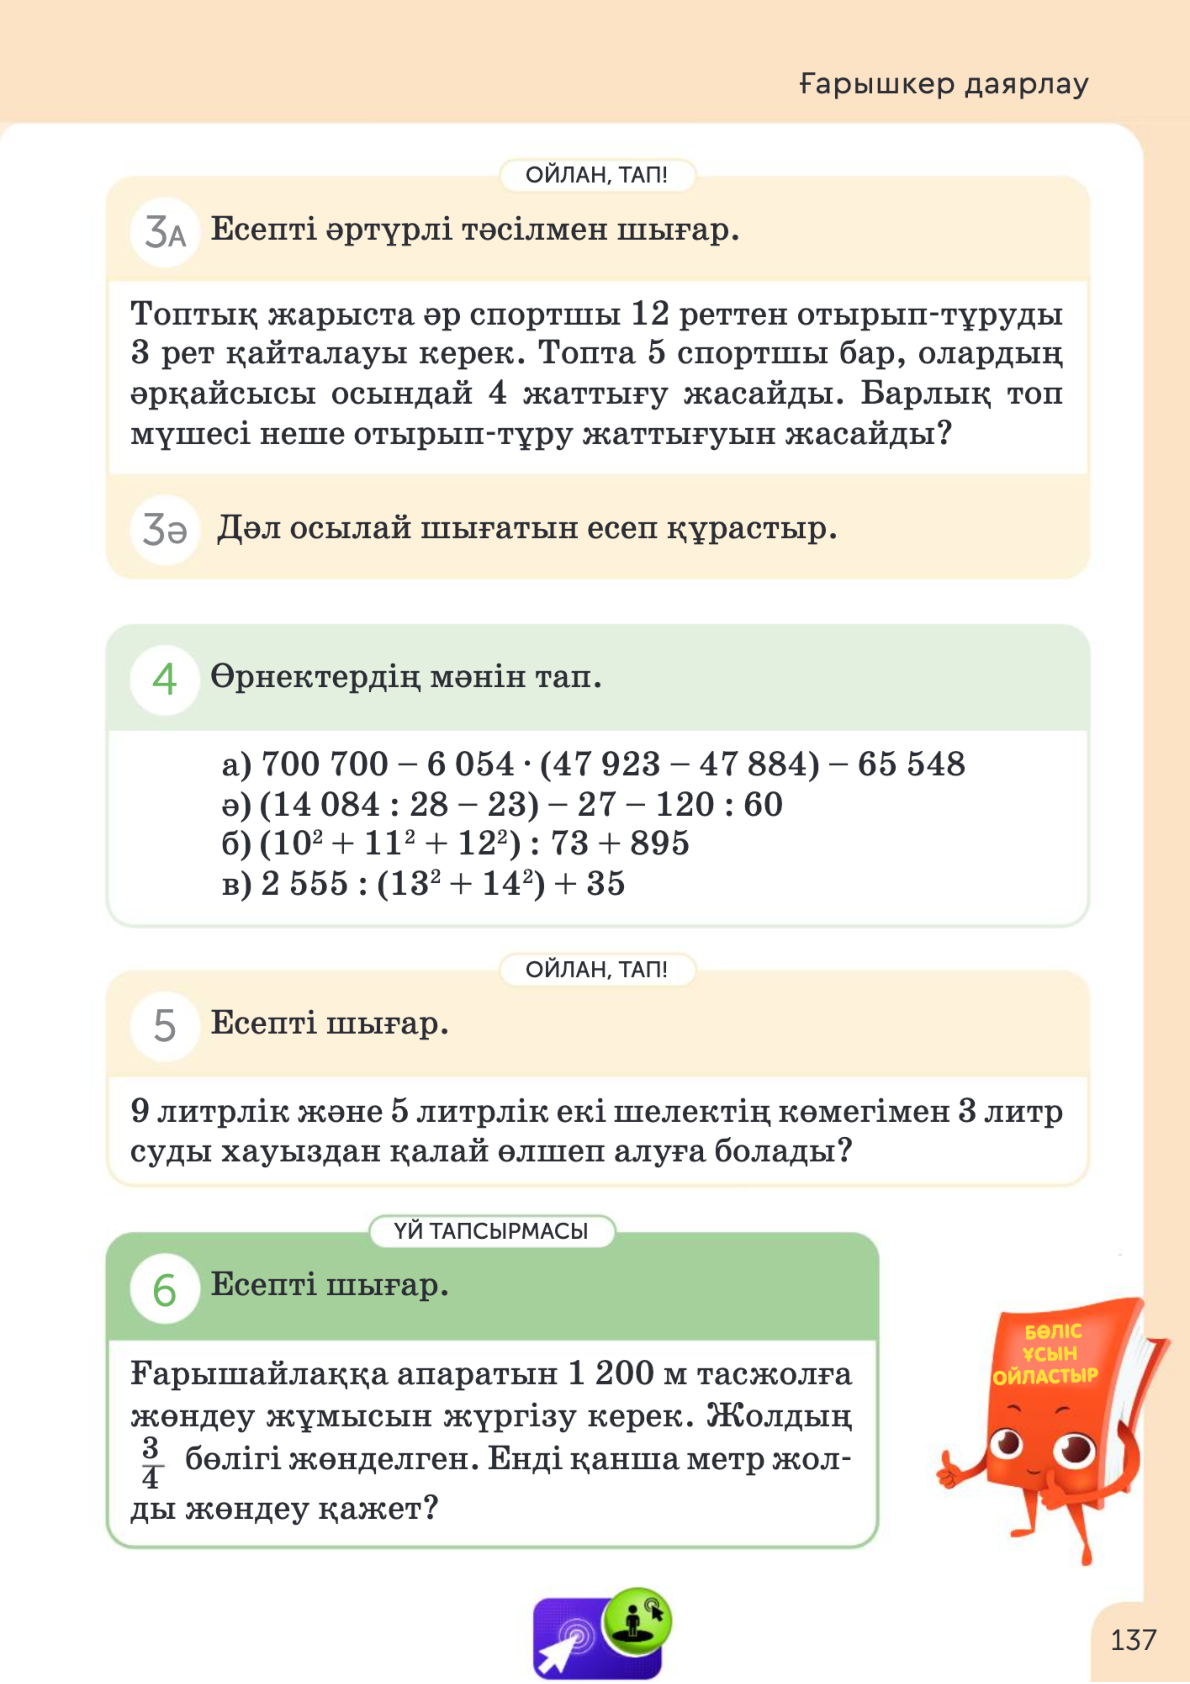 Ғарышкер даярлау
ОЙЛАН, ТАП!
3А Есепті әртүрлі тәсілмен шығар.
Топтық жарыста әр спортшы 12 реттен отырып-тұруды
3 рет қайталауы керек. Топта 5 спортшы бар, олардың
әрқайсысы осындай 4 жаттығу жасайды. Барлық топ
мүшесі неше отырып-тұру жаттығуын жасайды?
3ә Дәл осылай шығатын есеп құрастыр.
4 Өрнектердің мәнін тап.
а) 700 700 – 6 054 · (47 923 – 47 884) – 65 548
ә) (14 084 : 28 – 23) – 27 – 120 : 60
б) (10² + 11² + 12²) : 73 + 895
в) 2 555 : (13² + 14²) + 35
ОЙЛАН, ТАП!
5 Есепті шығар.
9 литрлік және 5 литрлік екі шелектің көмегімен 3 литр
суды хауыздан қалай өлшеп алуға болады?
ҮЙ ТАПСЫРМАСЫ
6 Есепті шығар.
Ғарышайлаққа апаратын 1 200 м тасжолға
жөндеу жұмысын жүргізу керек. Жолдың
3/4 бөлігі жөнделген. Енді қанша метр жол-
ды жөндеу қажет?
БӨЛІС
ҰСЫН
ОЙЛАСТЫР
137